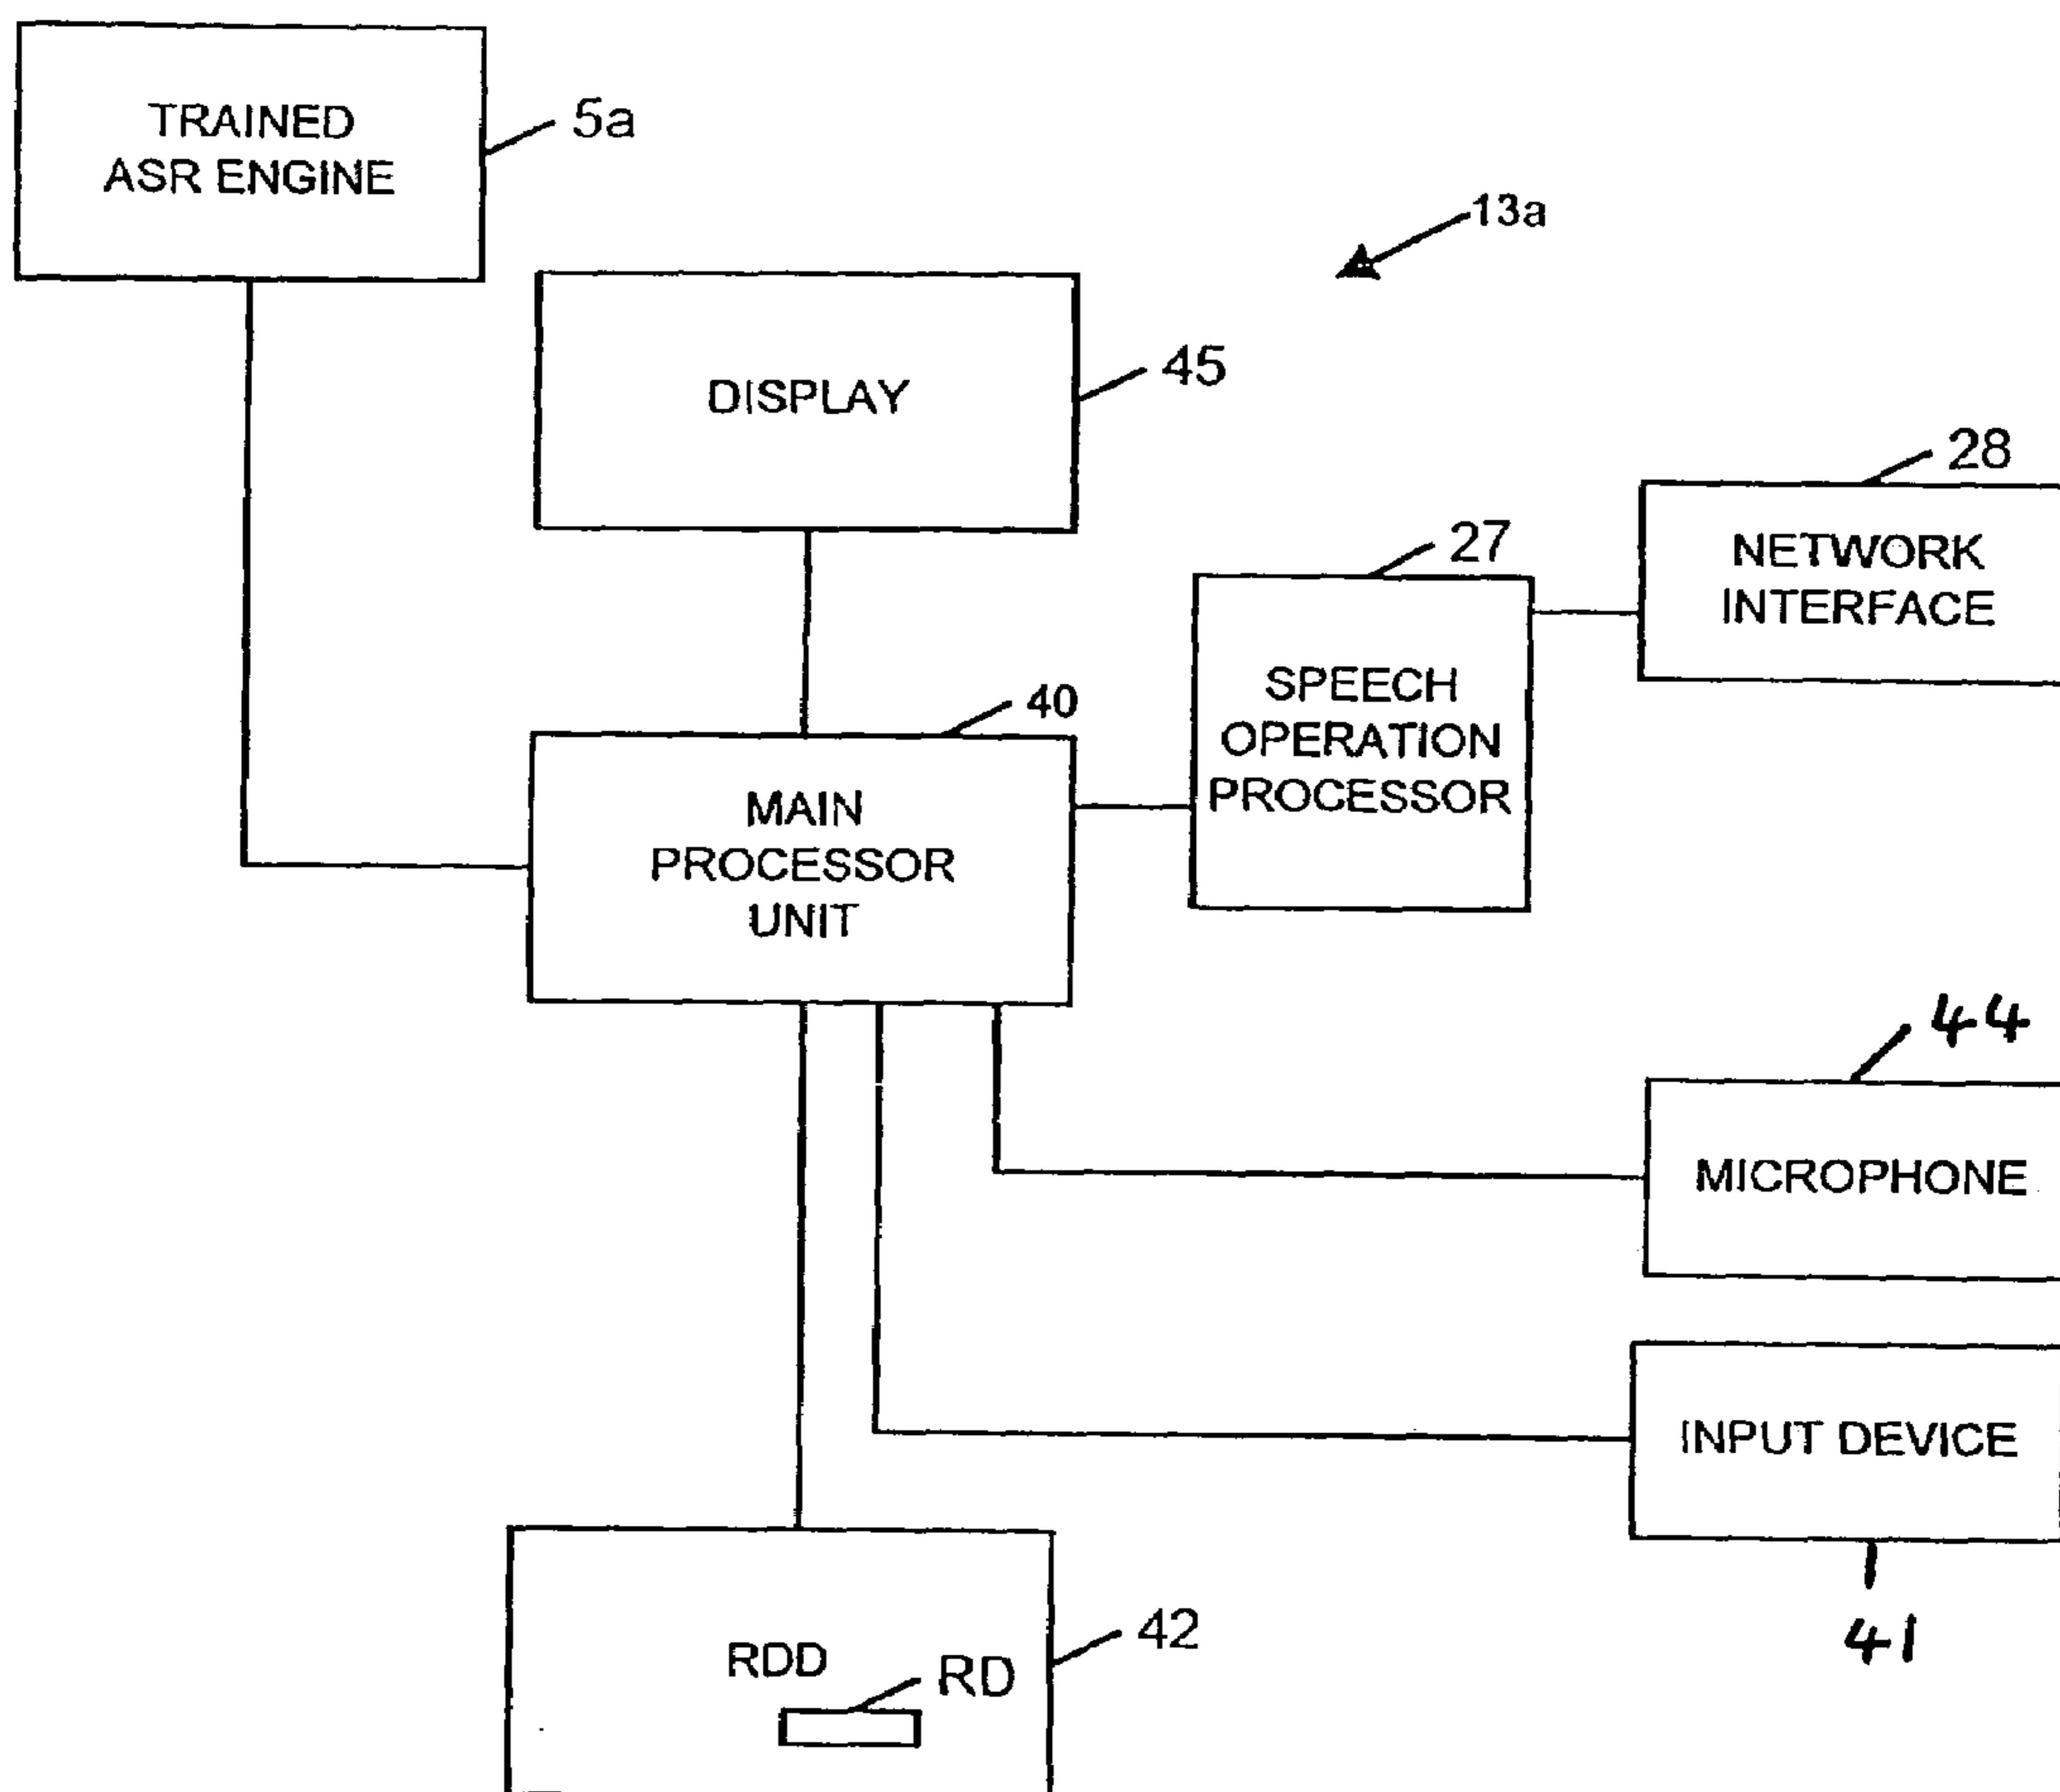 TRAINED
ASR ENGINE
5a
13a
DISPLAY
45
28
NETWORK
INTERFACE
27
SPEECH
OPERATION
PROCESSOR
40
MAIN
PROCESSOR
UNIT
44
MICROPHONE
INPUT DEVICE
41
42
RDD
RD